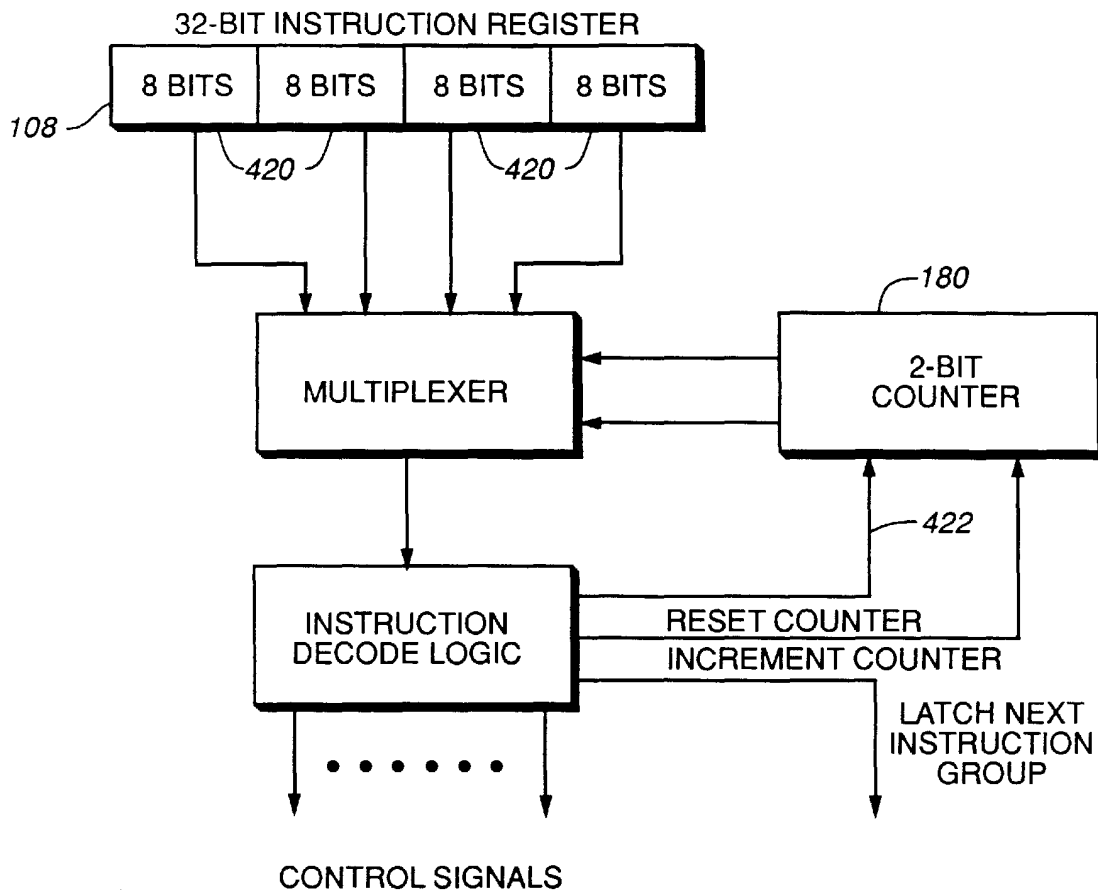 32-BIT INSTRUCTION REGISTER
8 BITS 8 BITS 8 BITS 8 BITS
108
420 420
180
MULTIPLEXER
2-BIT
COUNTER
422
INSTRUCTION
DECODE LOGIC
RESET COUNTER
INCREMENT COUNTER
LATCH NEXT
INSTRUCTION
GROUP
CONTROL SIGNALS